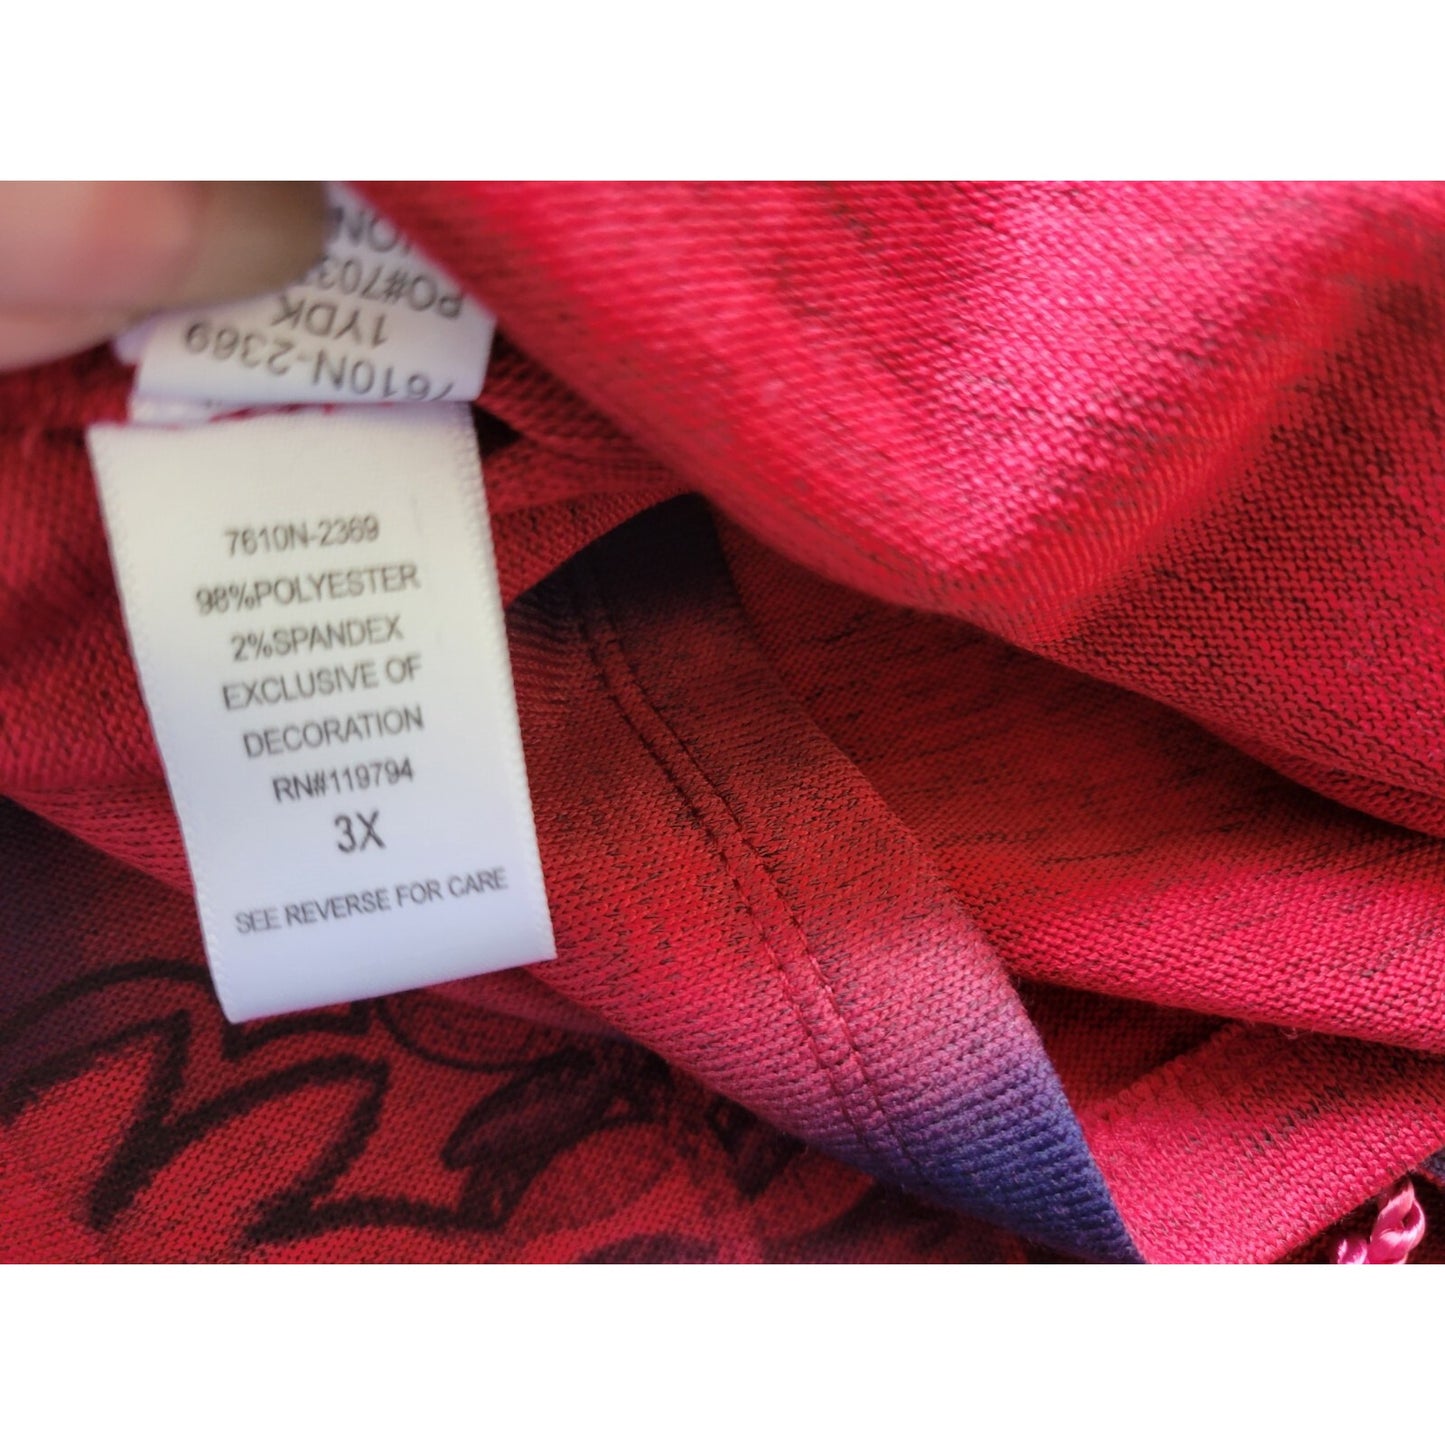 7610N-2369
1YDK
7610N-2369
98%POLYESTER
2%SPANDEX
EXCLUSIVE OF
DECORATION
RN#119794
3X
SEE REVERSE FOR CARE